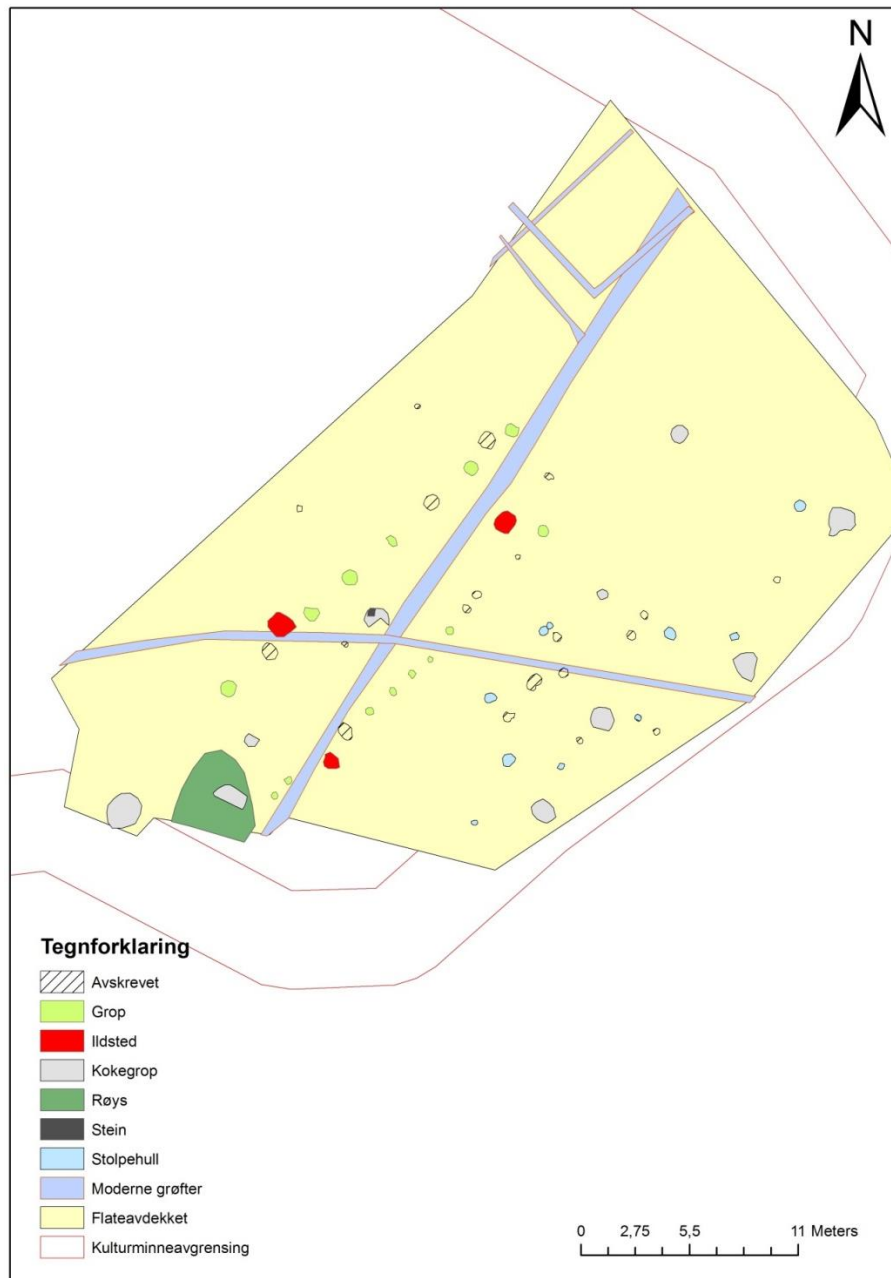 N
Tegnforklaring
Avskrevet
Grop
Ildsted
Kokegrop
Røys
Stein
Stolpehull
Moderne grøfter
Flateavdekket
Kulturminneavgrensing
0 2,75 5,5 11 Meters